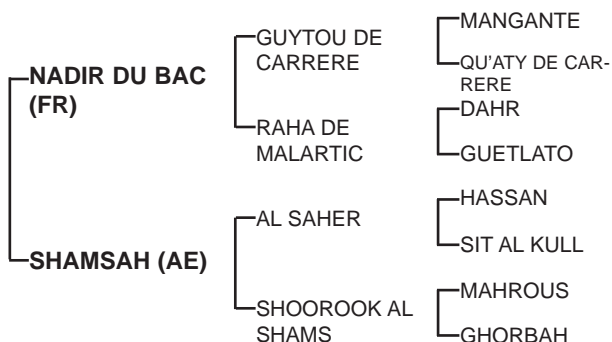 NADIR DU BAC
(FR)
SHAMSAH (AE)
GUYTOU DE
CARRERE
RAHA DE
MALARTIC
AL SAHER
SHOOROOK AL
SHAMS
MANGANTE
QU'ATY DE CAR-
RERE
DAHR
GUETLATO
HASSAN
SIT AL KULL
MAHROUS
GHORBAH